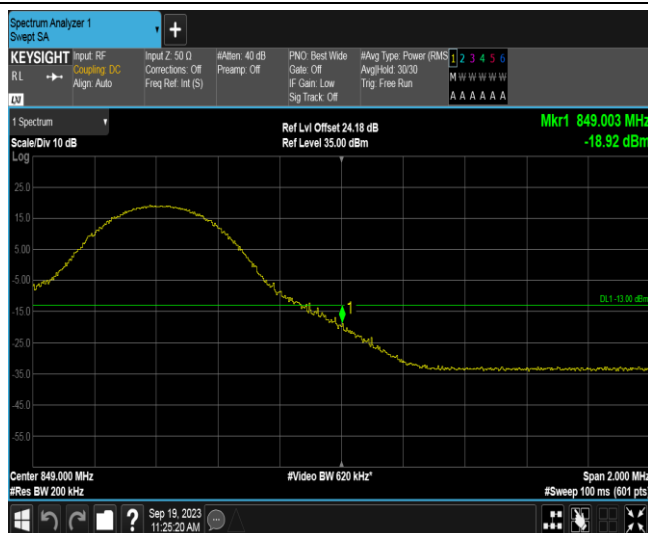 Spectrum Analyzer 1
Swept SA
KEYSIGHT
RL
LXI
Input: RF
Coupling: DC
Align: Auto
Input Z: 50 Ω
Corrections: Off
Freq Ref: Int (S)
#Atten: 40 dB
Preamp: Off
PNO: Best Wide
Gate: Off
IF Gain: Low
Sig Track: Off
#Avg Type: Power (RMS
Avg|Hold: 30/30
Trig: Free Run
1 2 3 4 5 6
M W W W W W
A A A A A A
1 Spectrum
Scale/Div 10 dB
Log
Ref Lvl Offset 24.18 dB
Ref Level 35.00 dBm
Mkr1 849.003 MHz
-18.92 dBm
25.0
15.0
5.00
-5.00
-15.0
-25.0
-35.0
-45.0
-55.0
DL1 -13.00 dBm
1
Center 849.000 MHz
#Res BW 200 kHz
#Video BW 620 kHz*
Span 2.000 MHz
#Sweep 100 ms (601 pts)
?
Sep 19, 2023
11:25:20 AM